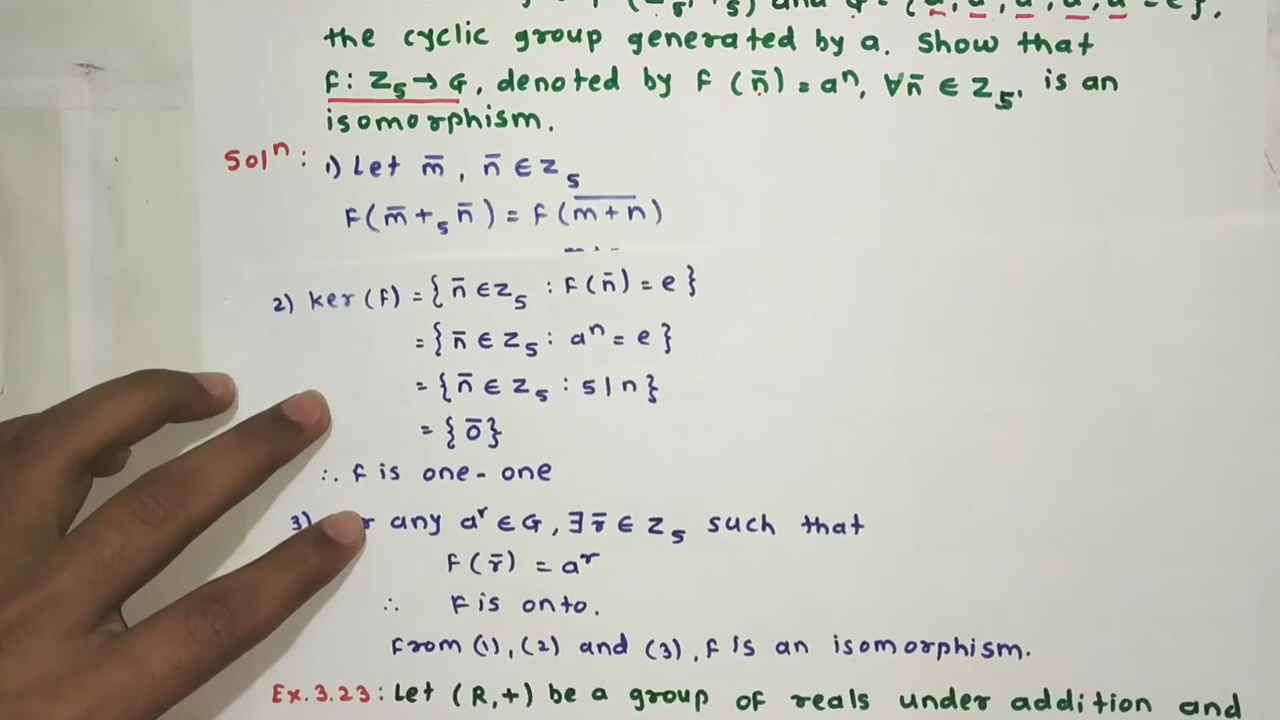 the cyclic group generated by a. Show that
f: Z₅ → G, denoted by f (n̄) = aⁿ, ∀n̄ ∈ Z₅, is an
isomorphism.
Solⁿ: 1) Let m̄, n̄ ∈ Z₅
f(m̄ +₅ n̄) = f(\overline{m+n})
2) ker(f) = {n̄ ∈ Z₅ : f(n̄) = e}
= {n̄ ∈ Z₅ : aⁿ = e}
= {n̄ ∈ Z₅ : 5|n}
= {0̄}
∴ f is one-one
3) any aʳ ∈ G, ∃ r̄ ∈ Z₅ such that
f(r̄) = aʳ
∴ f is onto.
From (1), (2) and (3), f is an isomorphism.
Ex. 3.23: Let (R,+) be a group of reals under addition and